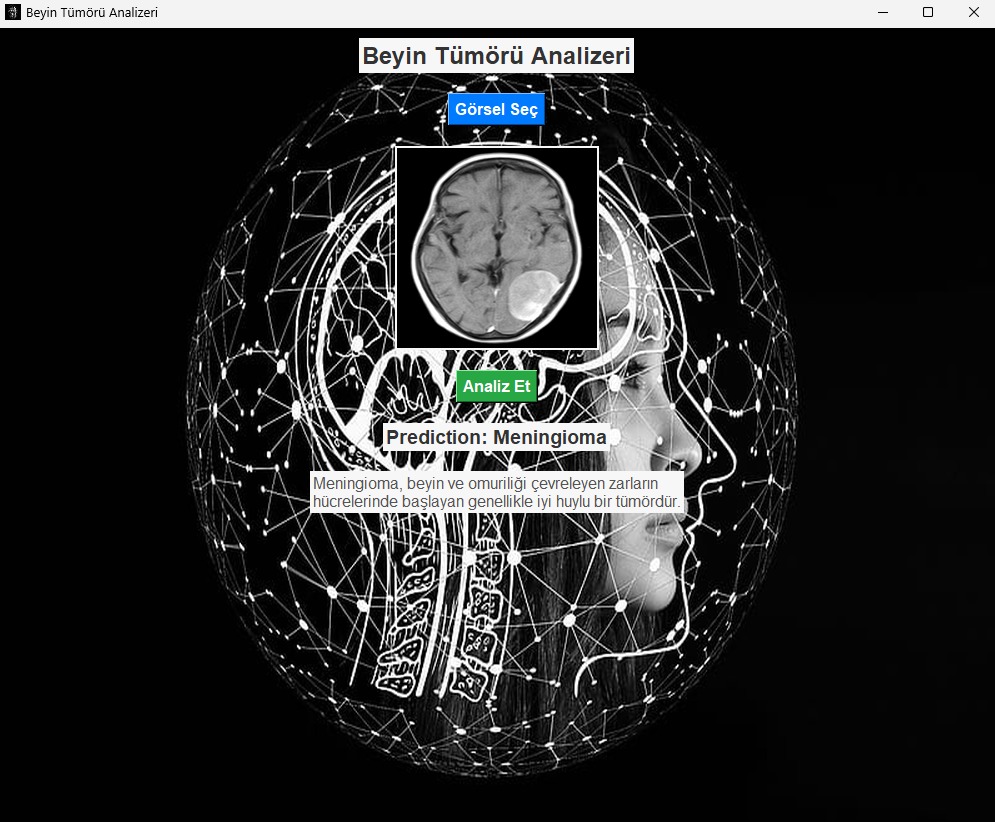 Beyin Tümörü Analizeri
Beyin Tümörü Analizeri
Görsel Seç
Analiz Et
Prediction: Meningioma
Meningioma, beyin ve omuriliği çevreleyen zarların
hücrelerinde başlayan genellikle iyi huylu bir tümördür.